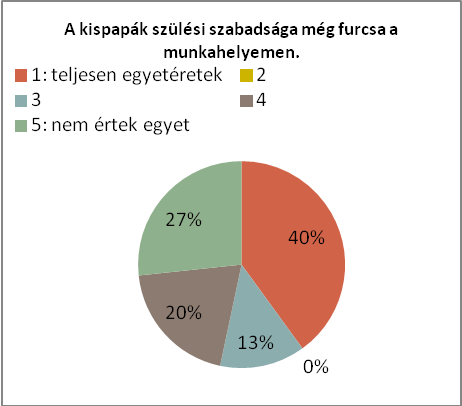 A kispapák szülési szabadsága még furcsa a
munkahelyemen.
1: teljesen egyetéretek 2
3 4
5: nem értek egyet
27%
40%
20%
13%
0%